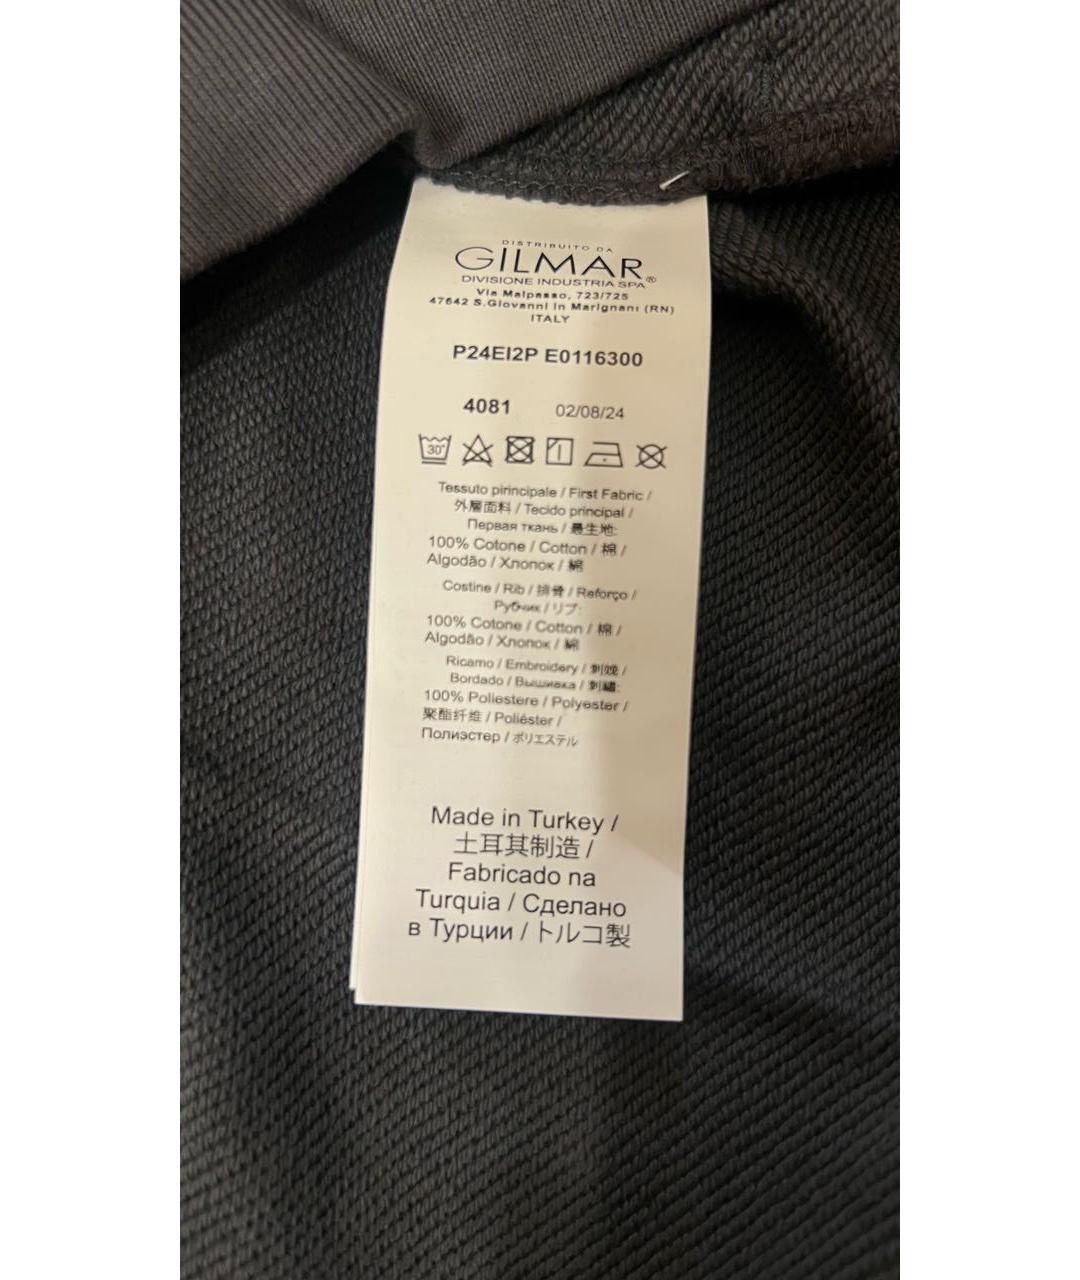 DISTRIBUITO DA
GILMAR®
DIVISIONE INDUSTRIA SPA
Via Malpasso, 723/725
47842 S.Giovanni in Marignani (RN)
ITALY
P24EI2P E0116300
4081 02/08/24
30°
Tessuto pirincipale / First Fabric /
外層面料 / Tecido principal /
Первая ткань / 最生地:
100% Cotone / Cotton / 棉 /
Algodão / Хлопок / 綿
Costine / Rib / 排骨 / Reforço /
Рубчик / リブ:
100% Cotone / Cotton / 棉 /
Algodão / Хлопок / 綿
Ricamo / Embroidery / 刺娩 /
Bordado / Вышивка / 刺繡:
100% Poliestere / Polyester /
聚酯纤维 / Poliéster /
Полиэстер / ポリエステル
Made in Turkey /
土耳其制造 /
Fabricado na
Turquia / Сделано
в Турции / トルコ製